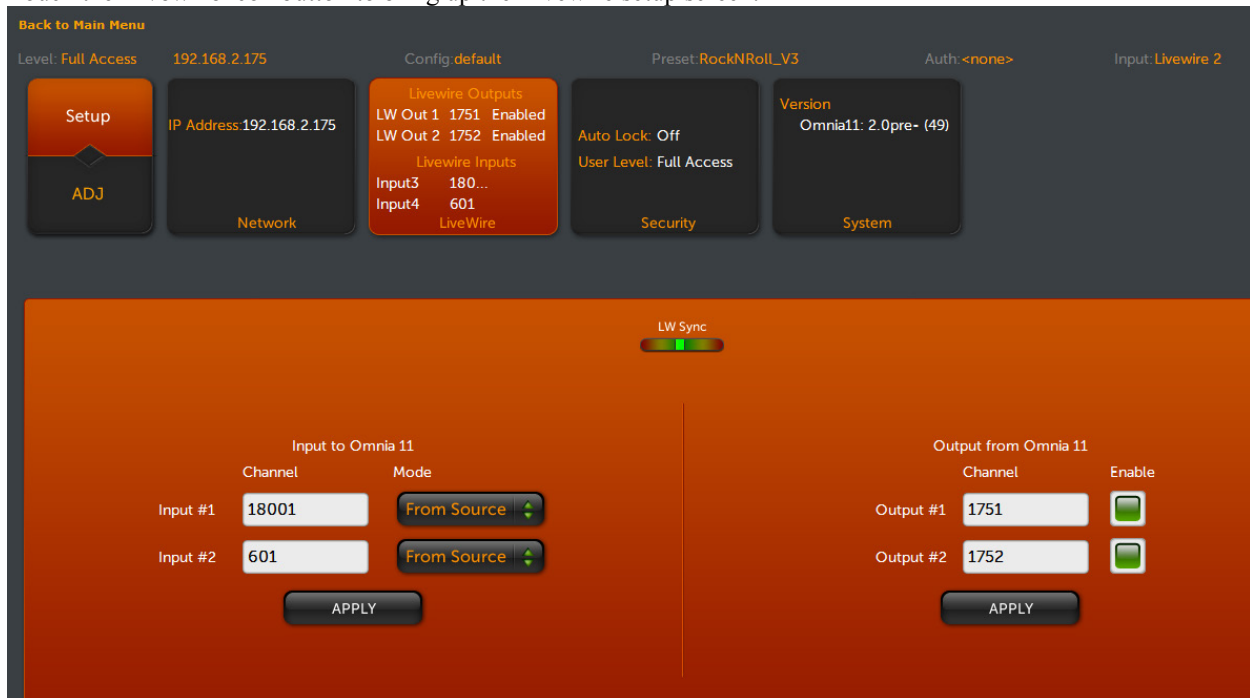 Back to Main Menu
Level: Full Access 192.168.2.175 Config:default Preset:RockNRoll_V3 Auth:<none> Input:Livewire 2
Setup
ADJ
IP Address:192.168.2.175
Network
Livewire Outputs
LW Out 1 1751 Enabled
LW Out 2 1752 Enabled
Livewire Inputs
Input3 180...
Input4 601
LiveWire
Auto Lock: Off
User Level: Full Access
Security
Version
Omnia11: 2.0pre- (49)
System
LW Sync
Input to Omnia 11
Channel Mode
Input #1 18001 From Source
Input #2 601 From Source
APPLY
Output from Omnia 11
Channel Enable
Output #1 1751
Output #2 1752
APPLY